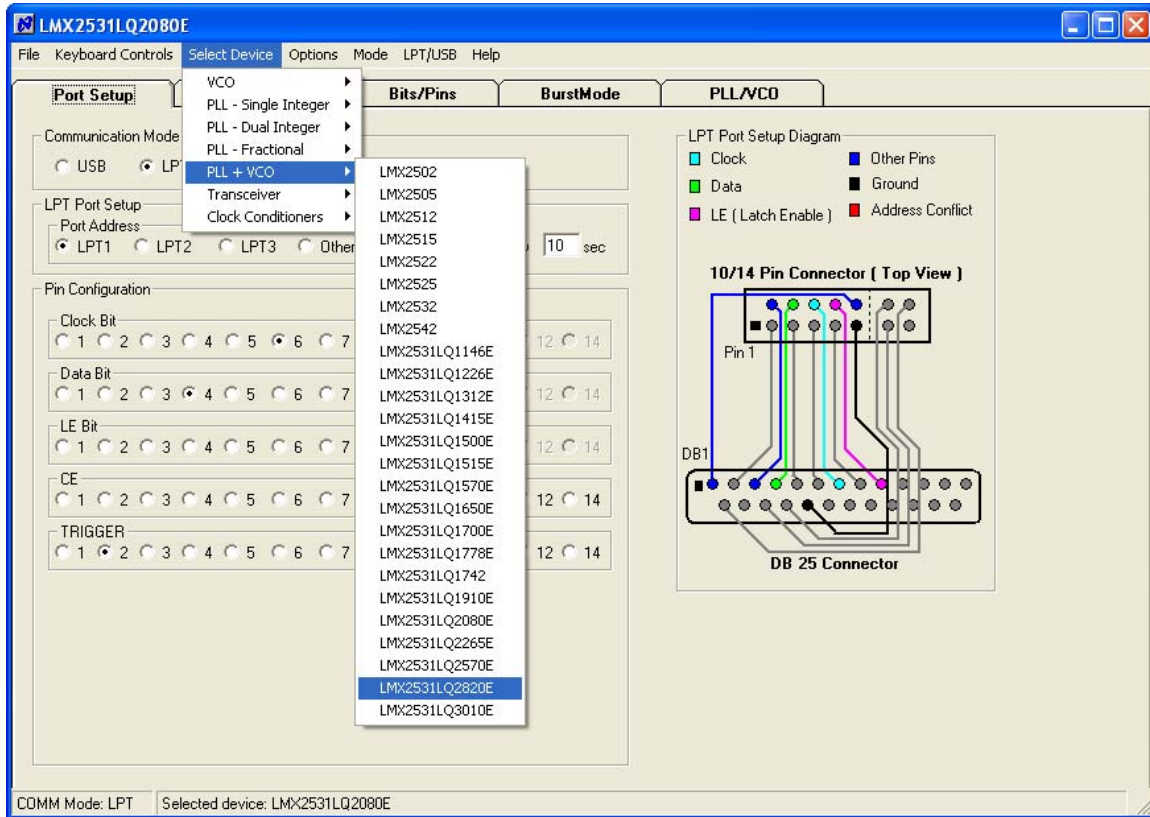 LMX2531LQ2080E
File Keyboard Controls Select Device Options Mode LPT/USB Help
Port Setup Bits/Pins BurstMode PLL/VCO
VCO
PLL - Single Integer
PLL - Dual Integer
PLL - Fractional
PLL + VCO
Transceiver
Clock Conditioners
LMX2502
LMX2505
LMX2512
LMX2515
LMX2522
LMX2525
LMX2532
LMX2542
LMX2531LQ1146E
LMX2531LQ1226E
LMX2531LQ1312E
LMX2531LQ1415E
LMX2531LQ1500E
LMX2531LQ1515E
LMX2531LQ1570E
LMX2531LQ1650E
LMX2531LQ1700E
LMX2531LQ1778E
LMX2531LQ1742
LMX2531LQ1910E
LMX2531LQ2080E
LMX2531LQ2265E
LMX2531LQ2570E
LMX2531LQ2820E
LMX2531LQ3010E
Communication Mode
USB LP
LPT Port Setup
Port Address
LPT1 LPT2 LPT3 Other 10 sec
Pin Configuration
Clock Bit
1 2 3 4 5 6 7 12 14
Data Bit
1 2 3 4 5 6 7 12 14
LE Bit
1 2 3 4 5 6 7 12 14
CE
1 2 3 4 5 6 7 12 14
TRIGGER
1 2 3 4 5 6 7 12 14
LPT Port Setup Diagram
Clock Other Pins
Data Ground
LE ( Latch Enable ) Address Conflict
10/14 Pin Connector ( Top View )
Pin 1
DB1
DB 25 Connector
COMM Mode: LPT Selected device: LMX2531LQ2080E